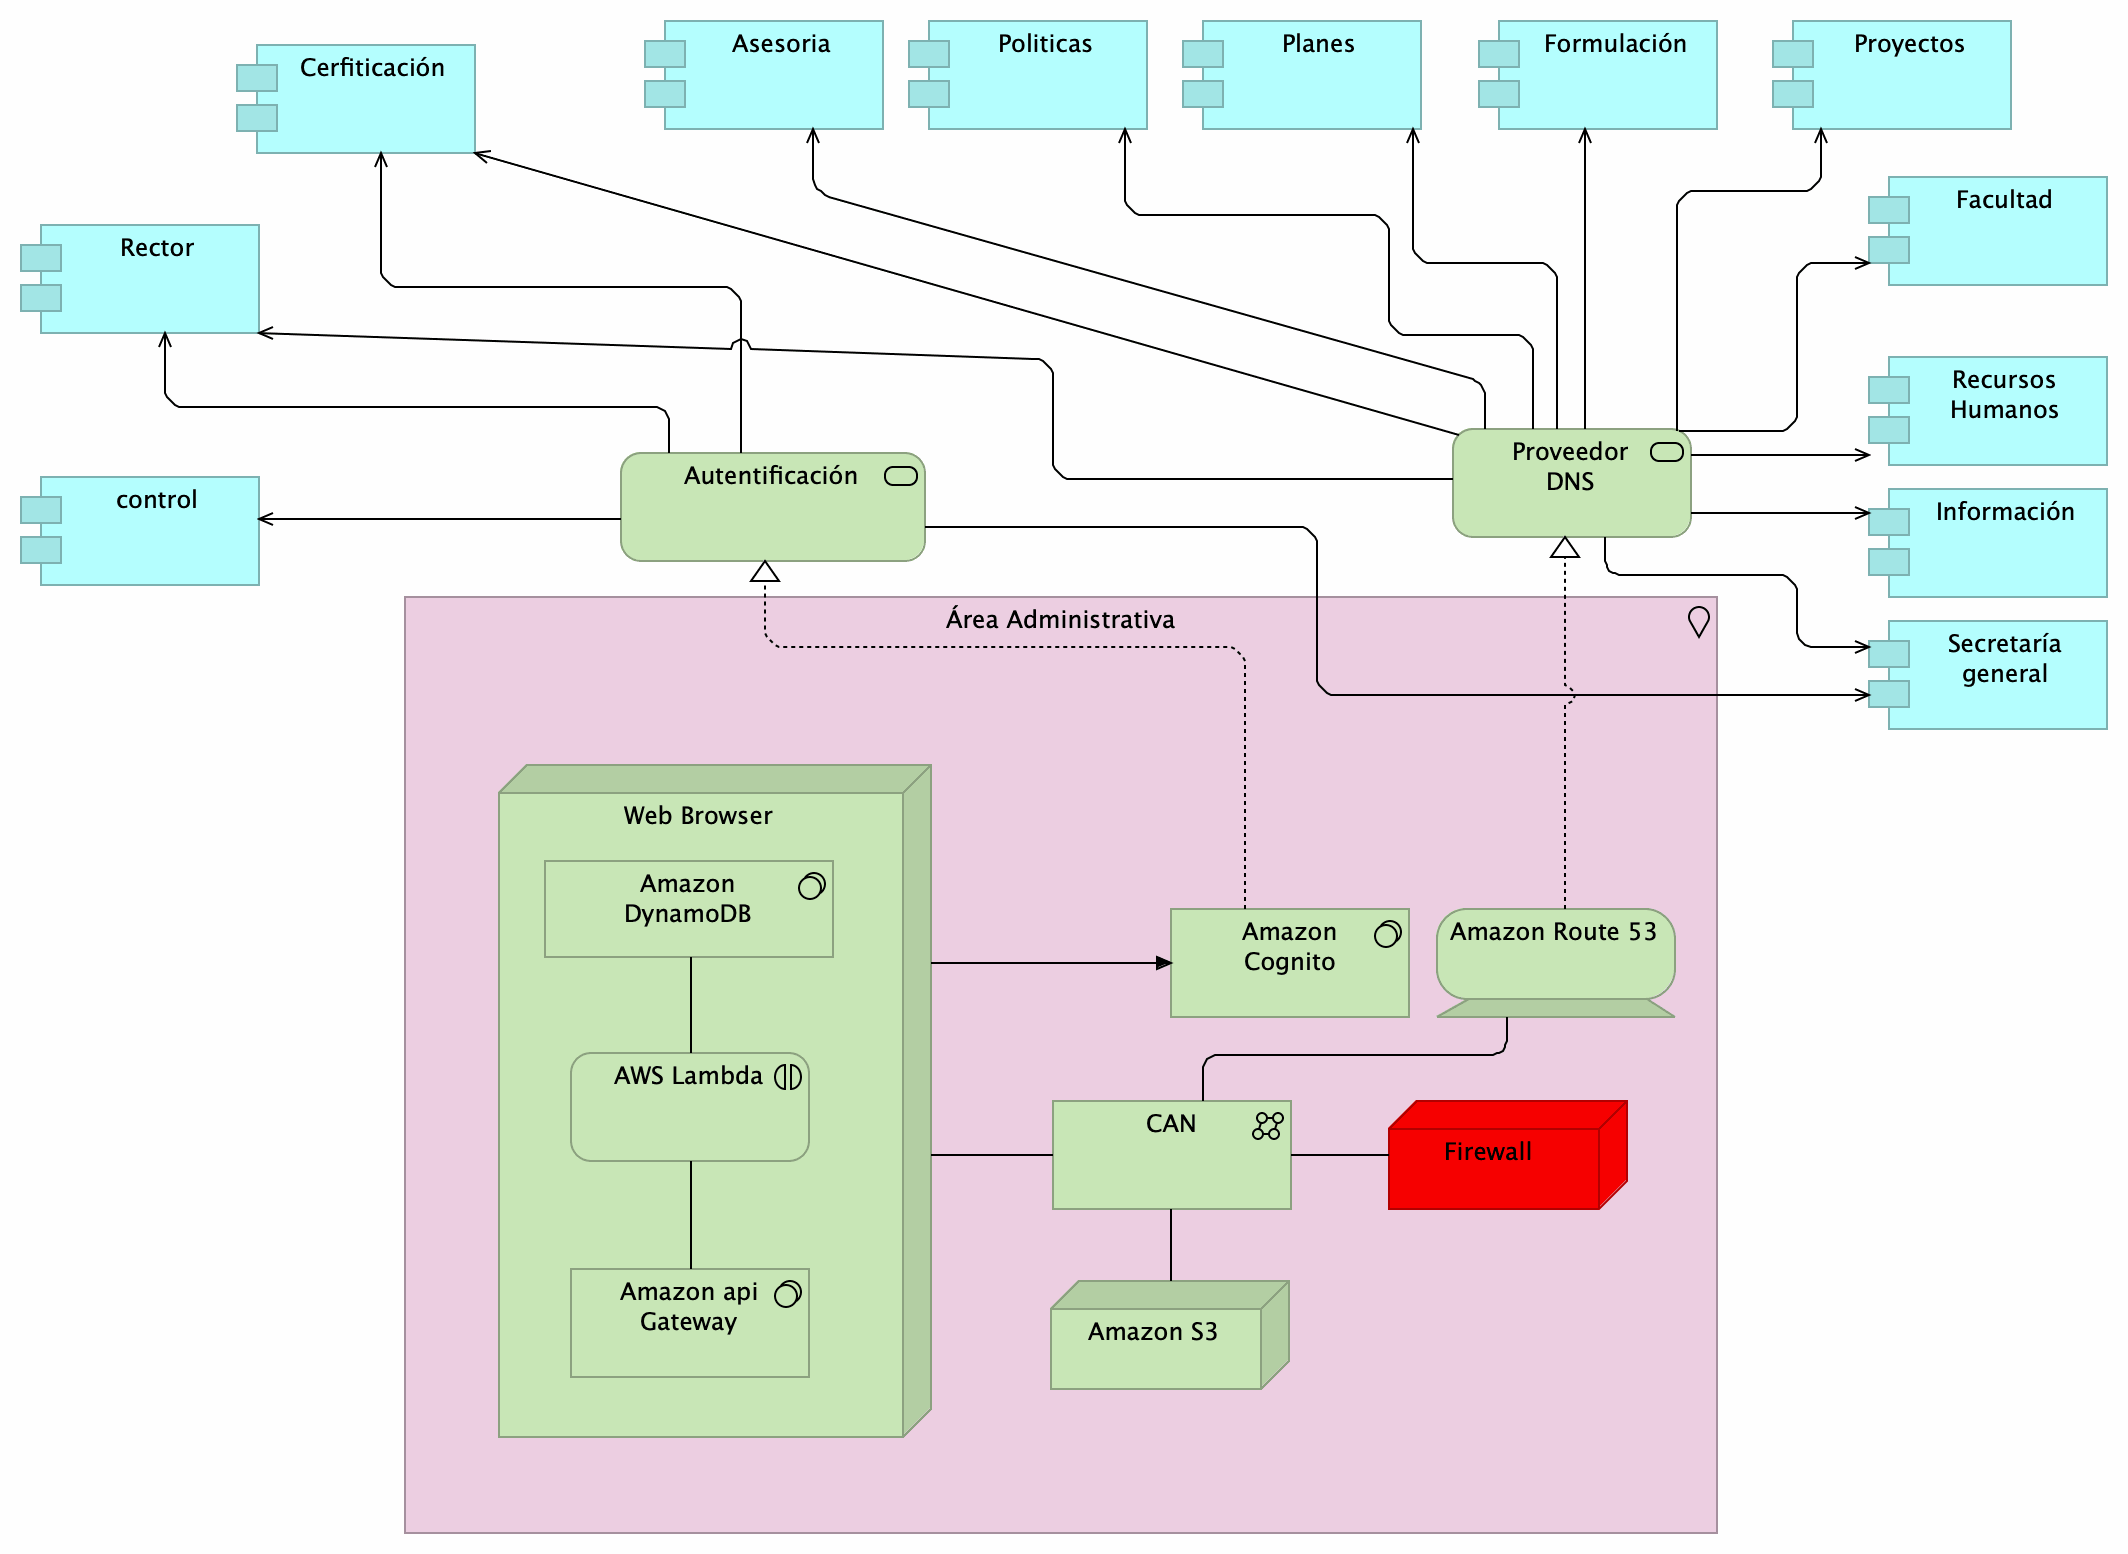 Asesoria
Politicas
Planes
Formulación
Proyectos
Cerfiticación
Facultad
Rector
Recursos
Humanos
Proveedor
DNS
Autentificación
control
Información
Área Administrativa
Secretaría
general
Web Browser
Amazon
DynamoDB
Amazon
Cognito
Amazon Route 53
AWS Lambda
CAN
Firewall
Amazon api
Gateway
Amazon S3